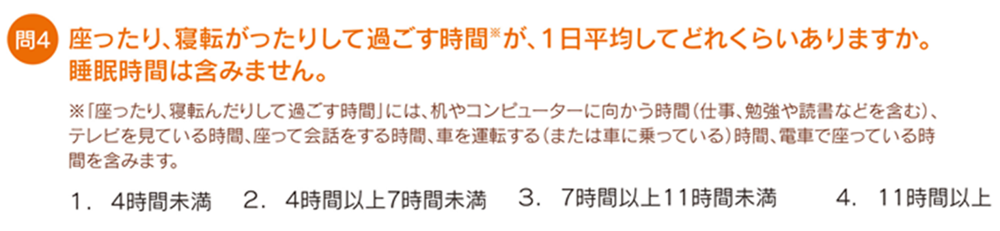 問4 座ったり、寝転がったりして過ごす時間※が、1日平均してどれくらいありますか。
睡眠時間は含みません。
※「座ったり、寝転んだりして過ごす時間」には、机やコンピューターに向かう時間（仕事、勉強や読書などを含む）、
テレビを見ている時間、座って会話をする時間、車を運転する（または車に乗っている）時間、電車で座っている時
間を含みます。
1. 4時間未満 2. 4時間以上7時間未満 3. 7時間以上11時間未満 4. 11時間以上